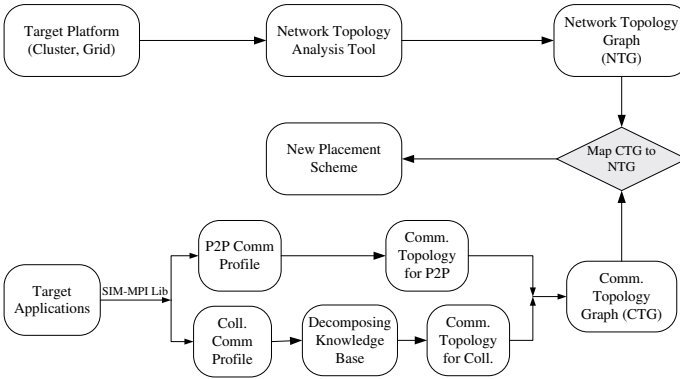 Target Platform
(Cluster, Grid)
Network Topology
Analysis Tool
Network Topology
Graph
(NTG)
New Placement
Scheme
Map CTG to
NTG
P2P Comm
Profile
Comm.
Topology
for P2P
Target
Applications
SIM-MPI Lib
Coll.
Comm
Profile
Decomposing
Knowledge
Base
Comm.
Topology
for Coll.
Comm.
Topology
Graph (CTG)